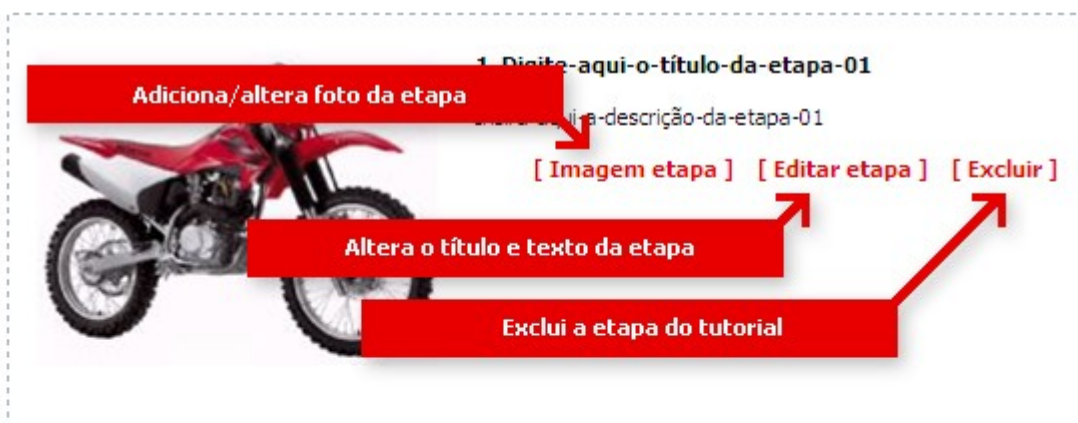 1. Digite-aqui-o-título-da-etapa-01
Adiciona/altera foto da etapa
aqui-a-descrição-da-etapa-01
[ Imagem etapa ] [ Editar etapa ] [ Excluir ]
Altera o título e texto da etapa
Exclui a etapa do tutorial